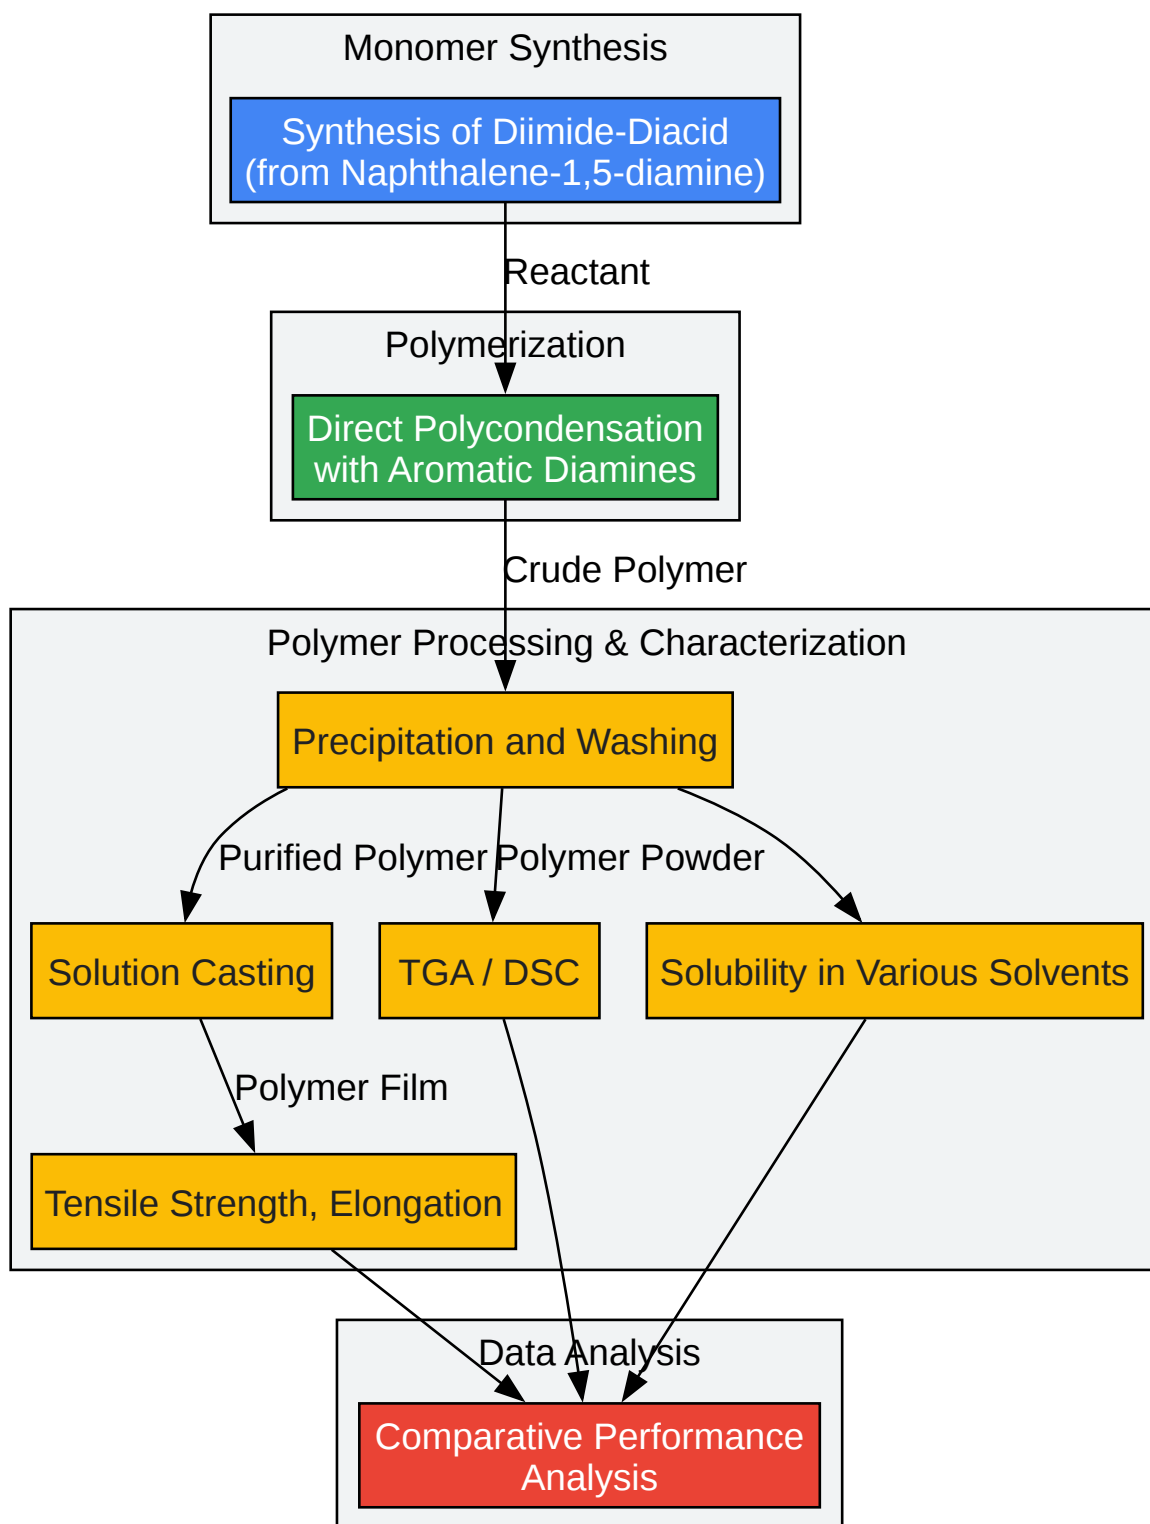 Monomer Synthesis
Synthesis of Diimide-Diacid
(from Naphthalene-1,5-diamine)
Reactant
Polymerization
Direct Polycondensation
with Aromatic Diamines
Crude Polymer
Polymer Processing & Characterization
Precipitation and Washing
Purified Polymer
Polymer Powder
Solution Casting
TGA / DSC
Solubility in Various Solvents
Polymer Film
Tensile Strength, Elongation
Data Analysis
Comparative Performance
Analysis